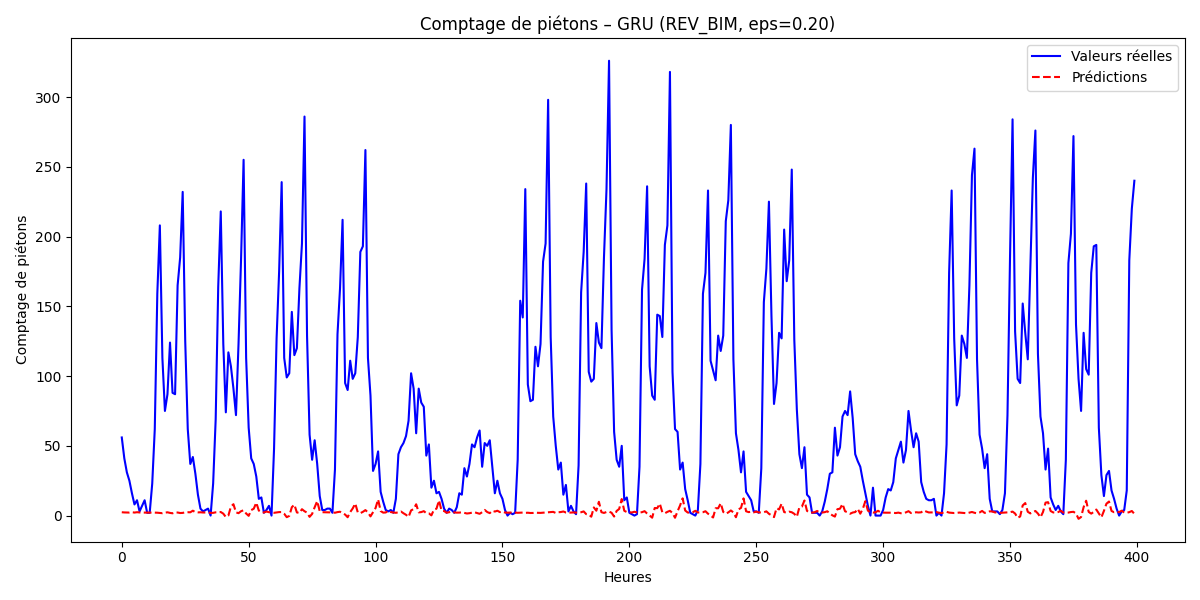 Comptage de piétons – GRU (REV_BIM, eps=0.20)
Valeurs réelles
Prédictions
Comptage de piétons
300
250
200
150
100
50
0
0 50 100 150 200 250 300 350 400
Heures